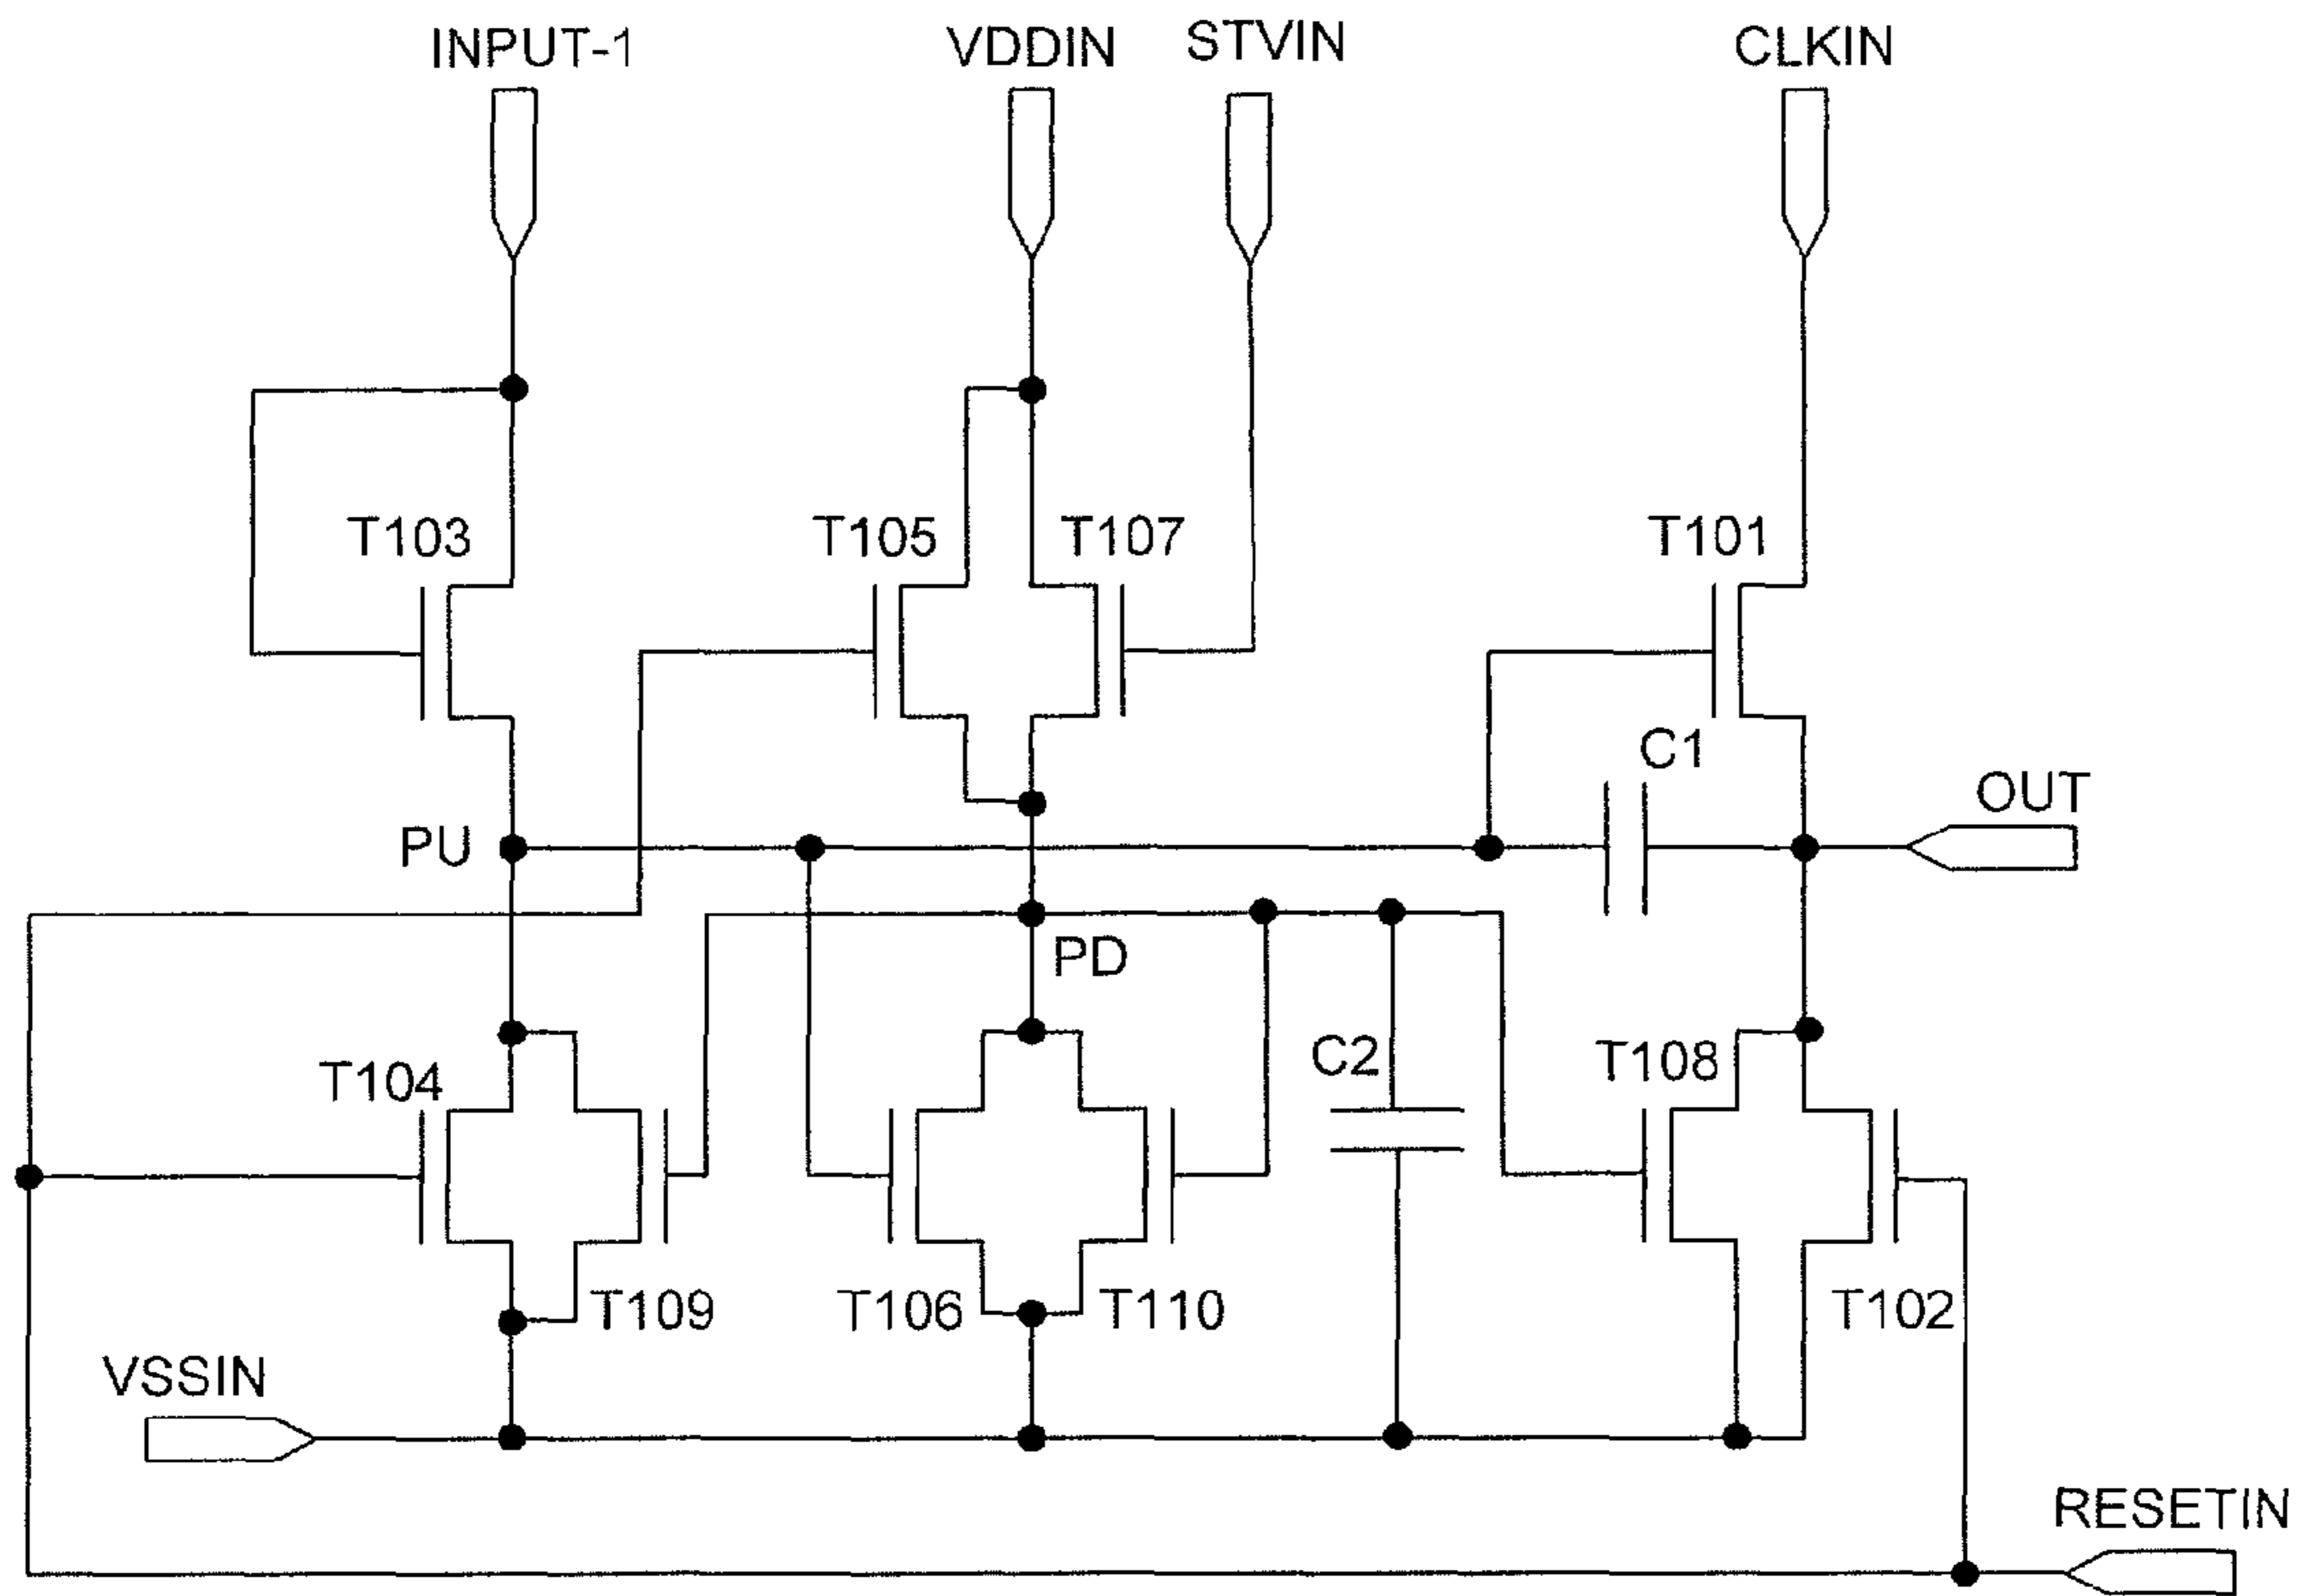 INPUT-1
VDDIN
STVIN
CLKIN
T103
T105
T107
T101
C1
OUT
PU
PD
T104
C2
T108
T109
T106
T110
T102
VSSIN
RESETIN